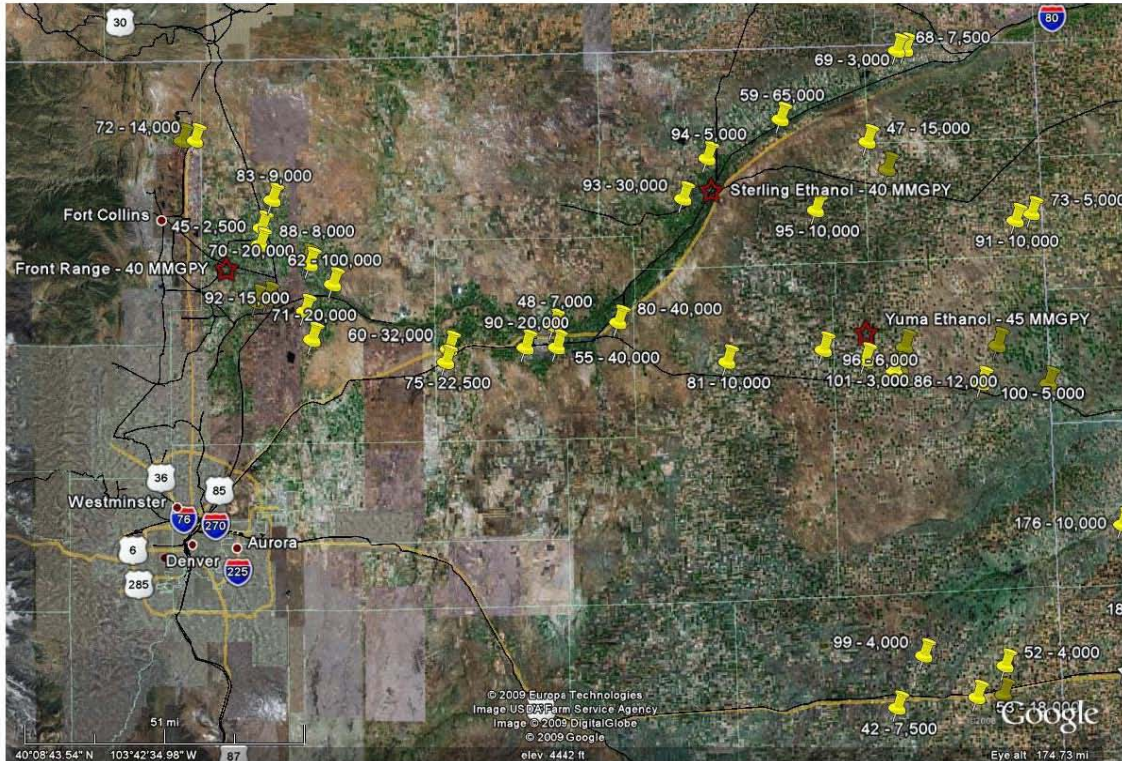 30
80
68 - 7,500
69 - 3,000
59 - 65,000
72 - 14,000
94 - 5,000
47 - 15,000
83 - 9,000
93 - 30,000
Sterling Ethanol - 40 MMGPY
Fort Collins
45 - 2,500
88 - 8,000
73 - 5,000
95 - 10,000
91 - 10,000
70 - 20,000
62 - 100,000
Front Range - 40 MMGPY
92 - 15,000
71 - 20,000
48 - 7,000
80 - 40,000
60 - 32,000
90 - 20,000
Yuma Ethanol - 45 MMGPY
55 - 40,000
75 - 22,500
81 - 10,000
96 - 6,000
101 - 3,000
86 - 12,000
100 - 5,000
36
85
Westminster
76
270
176 - 10,000
6
Denver
Aurora
285
225
18
99 - 4,000
52 - 4,000
53 - 18,000
42 - 7,500
© 2009 Europa Technologies
Image USDA Farm Service Agency
Image © 2009 DigitalGlobe
© 2009 Google
©2009 Google
51 mi
87
40°08'43.54" N 103°42'34.98" W
elev 4442 ft
Eye alt 174.73 mi